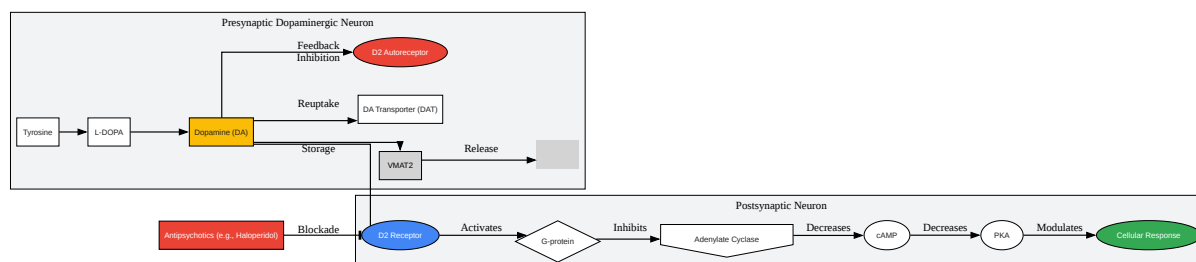 Presynaptic Dopaminergic Neuron
Feedback
Inhibition
D2 Autoreceptor
Reuptake
DA Transporter (DAT)
Tyrosine
L-DOPA
Dopamine (DA)
Storage
VMAT2
Release
Postsynaptic Neuron
Antipsychotics (e.g., Haloperidol)
Blockade
D2 Receptor
Activates
G-protein
Inhibits
Adenylate Cyclase
Decreases
cAMP
Decreases
PKA
Modulates
Cellular Response